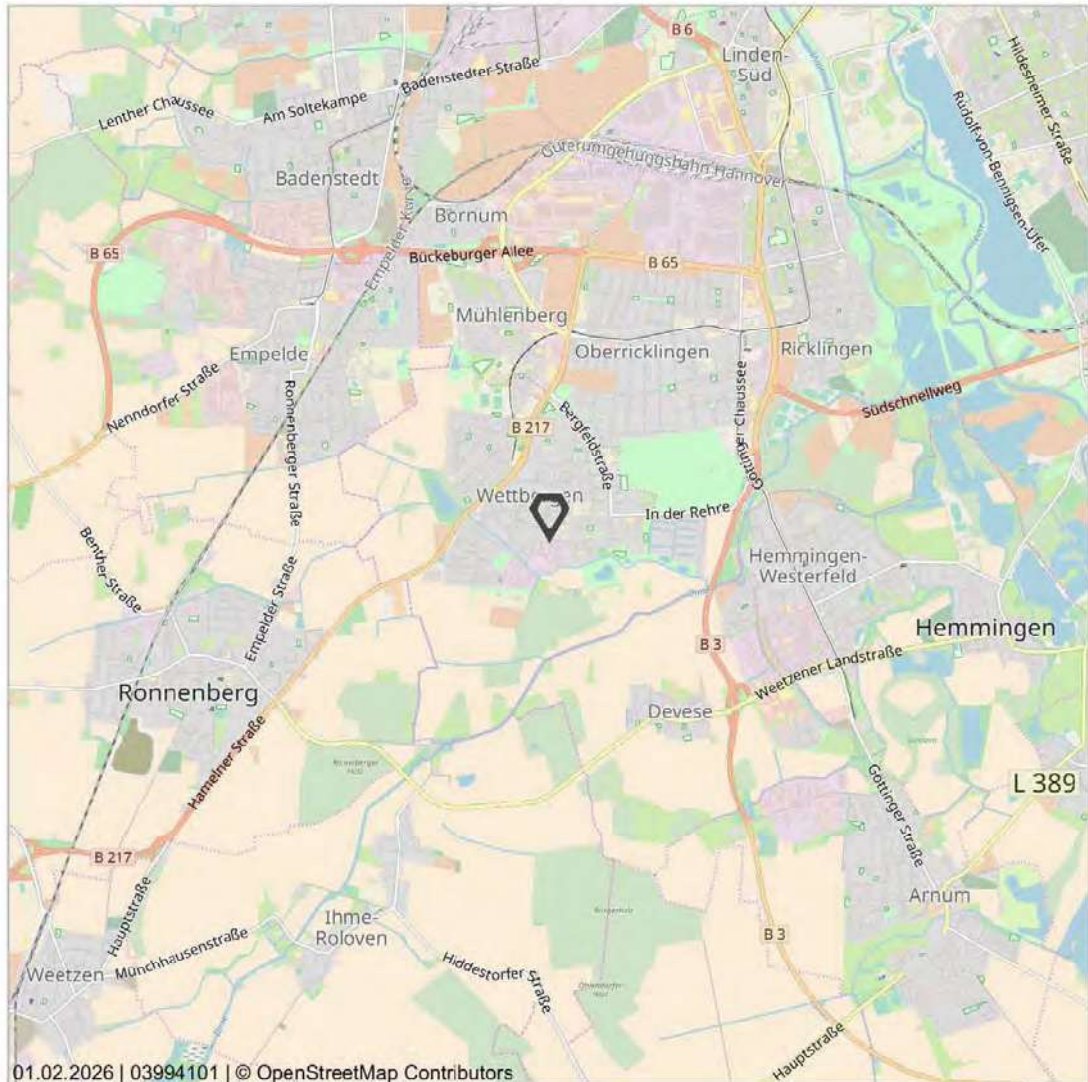 B 6
Linden-
Süd
Badenstedter Straße
Lenther Chaussee
Am Soltekampe
Hildesheimer Straße
Rudolf-von-Bennigsen-Ufer
Güterumgehungsbahn Hannover
Badenstedt
Bornum
B 65
Bückeburger Allee
B 65
Mühlenberg
Empelde
Oberricklingen
Ricklingen
Nenndorfer Straße
Ronnenberger Straße
Göttinger Chaussee
Südschnellweg
B 217
Bergfeldstraße
In der Rehre
Benther Straße
Hemmingen-
Westerfeld
Empelder Straße
Hemmingen
B 3
Weetzener Landstraße
Ronnenberg
Devese
Hamelner Straße
L 389
Göttinger Straße
B 217
Hauptstraße
Ihme-
Roloven
Arnum
B 3
Münchhausenstraße
Weetzen
Hiddestorfer Straße
Hauptstraße
01.02.2026 | 03994101 | © OpenStreetMap Contributors